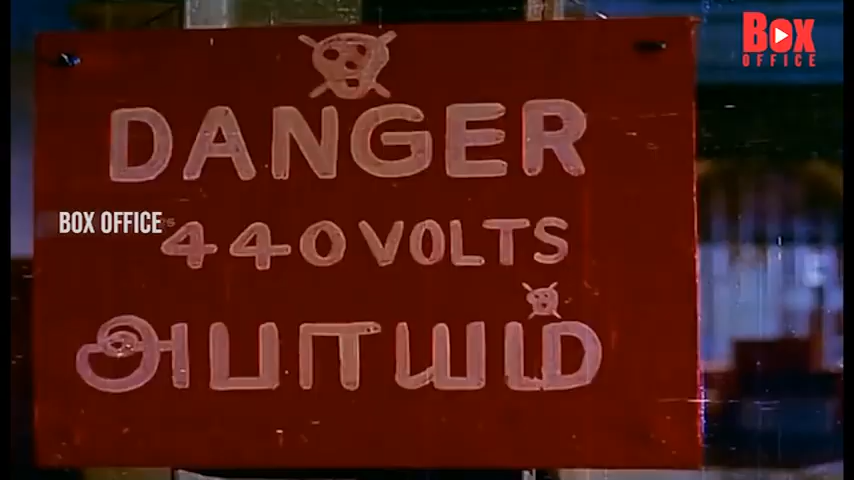 BOX
OFFICE
DANGER
BOX OFFICE
440 VOLTS
அபாயம்